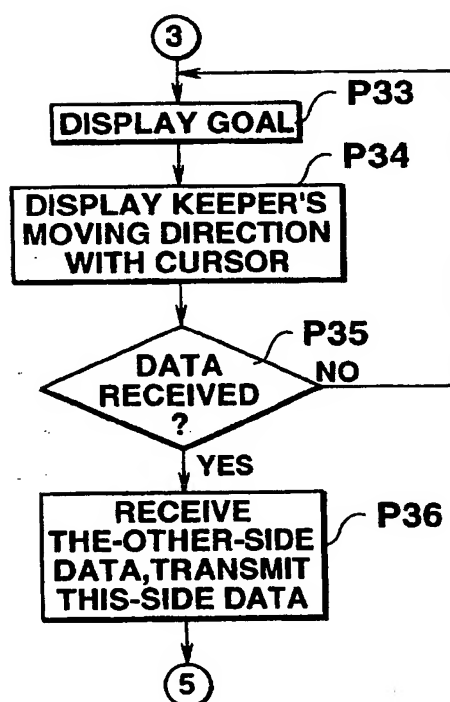 3
P33
DISPLAY GOAL
P34
DISPLAY KEEPER'S
MOVING DIRECTION
WITH CURSOR
P35
DATA
RECEIVED
?
NO
YES
P36
RECEIVE
THE-OTHER-SIDE
DATA,TRANSMIT
THIS-SIDE DATA
5